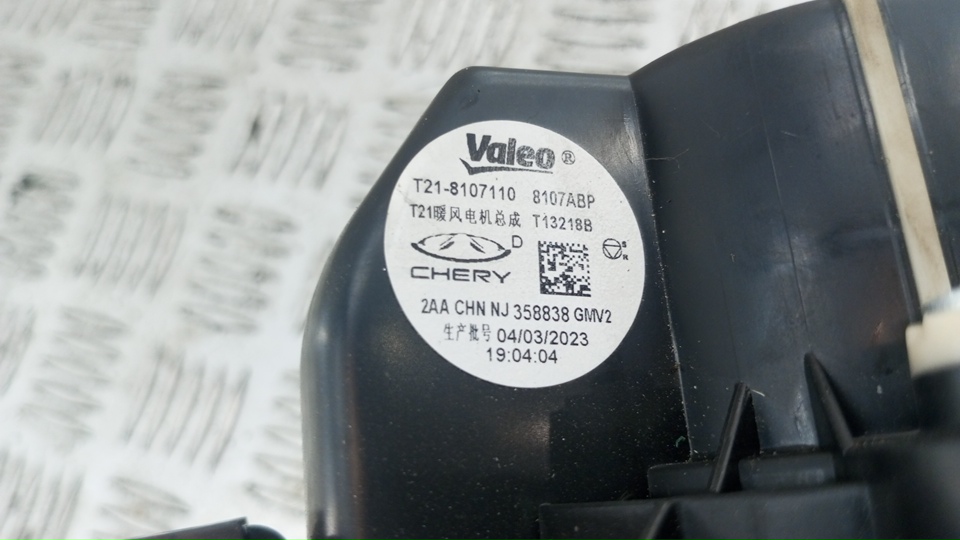 Valeo®
T21-8107110 8107ABP
T21暖风电机总成 T13218B
D
CHERY
2AA CHN NJ 358838 GMV2
生产批号 04/03/2023
19:04:04